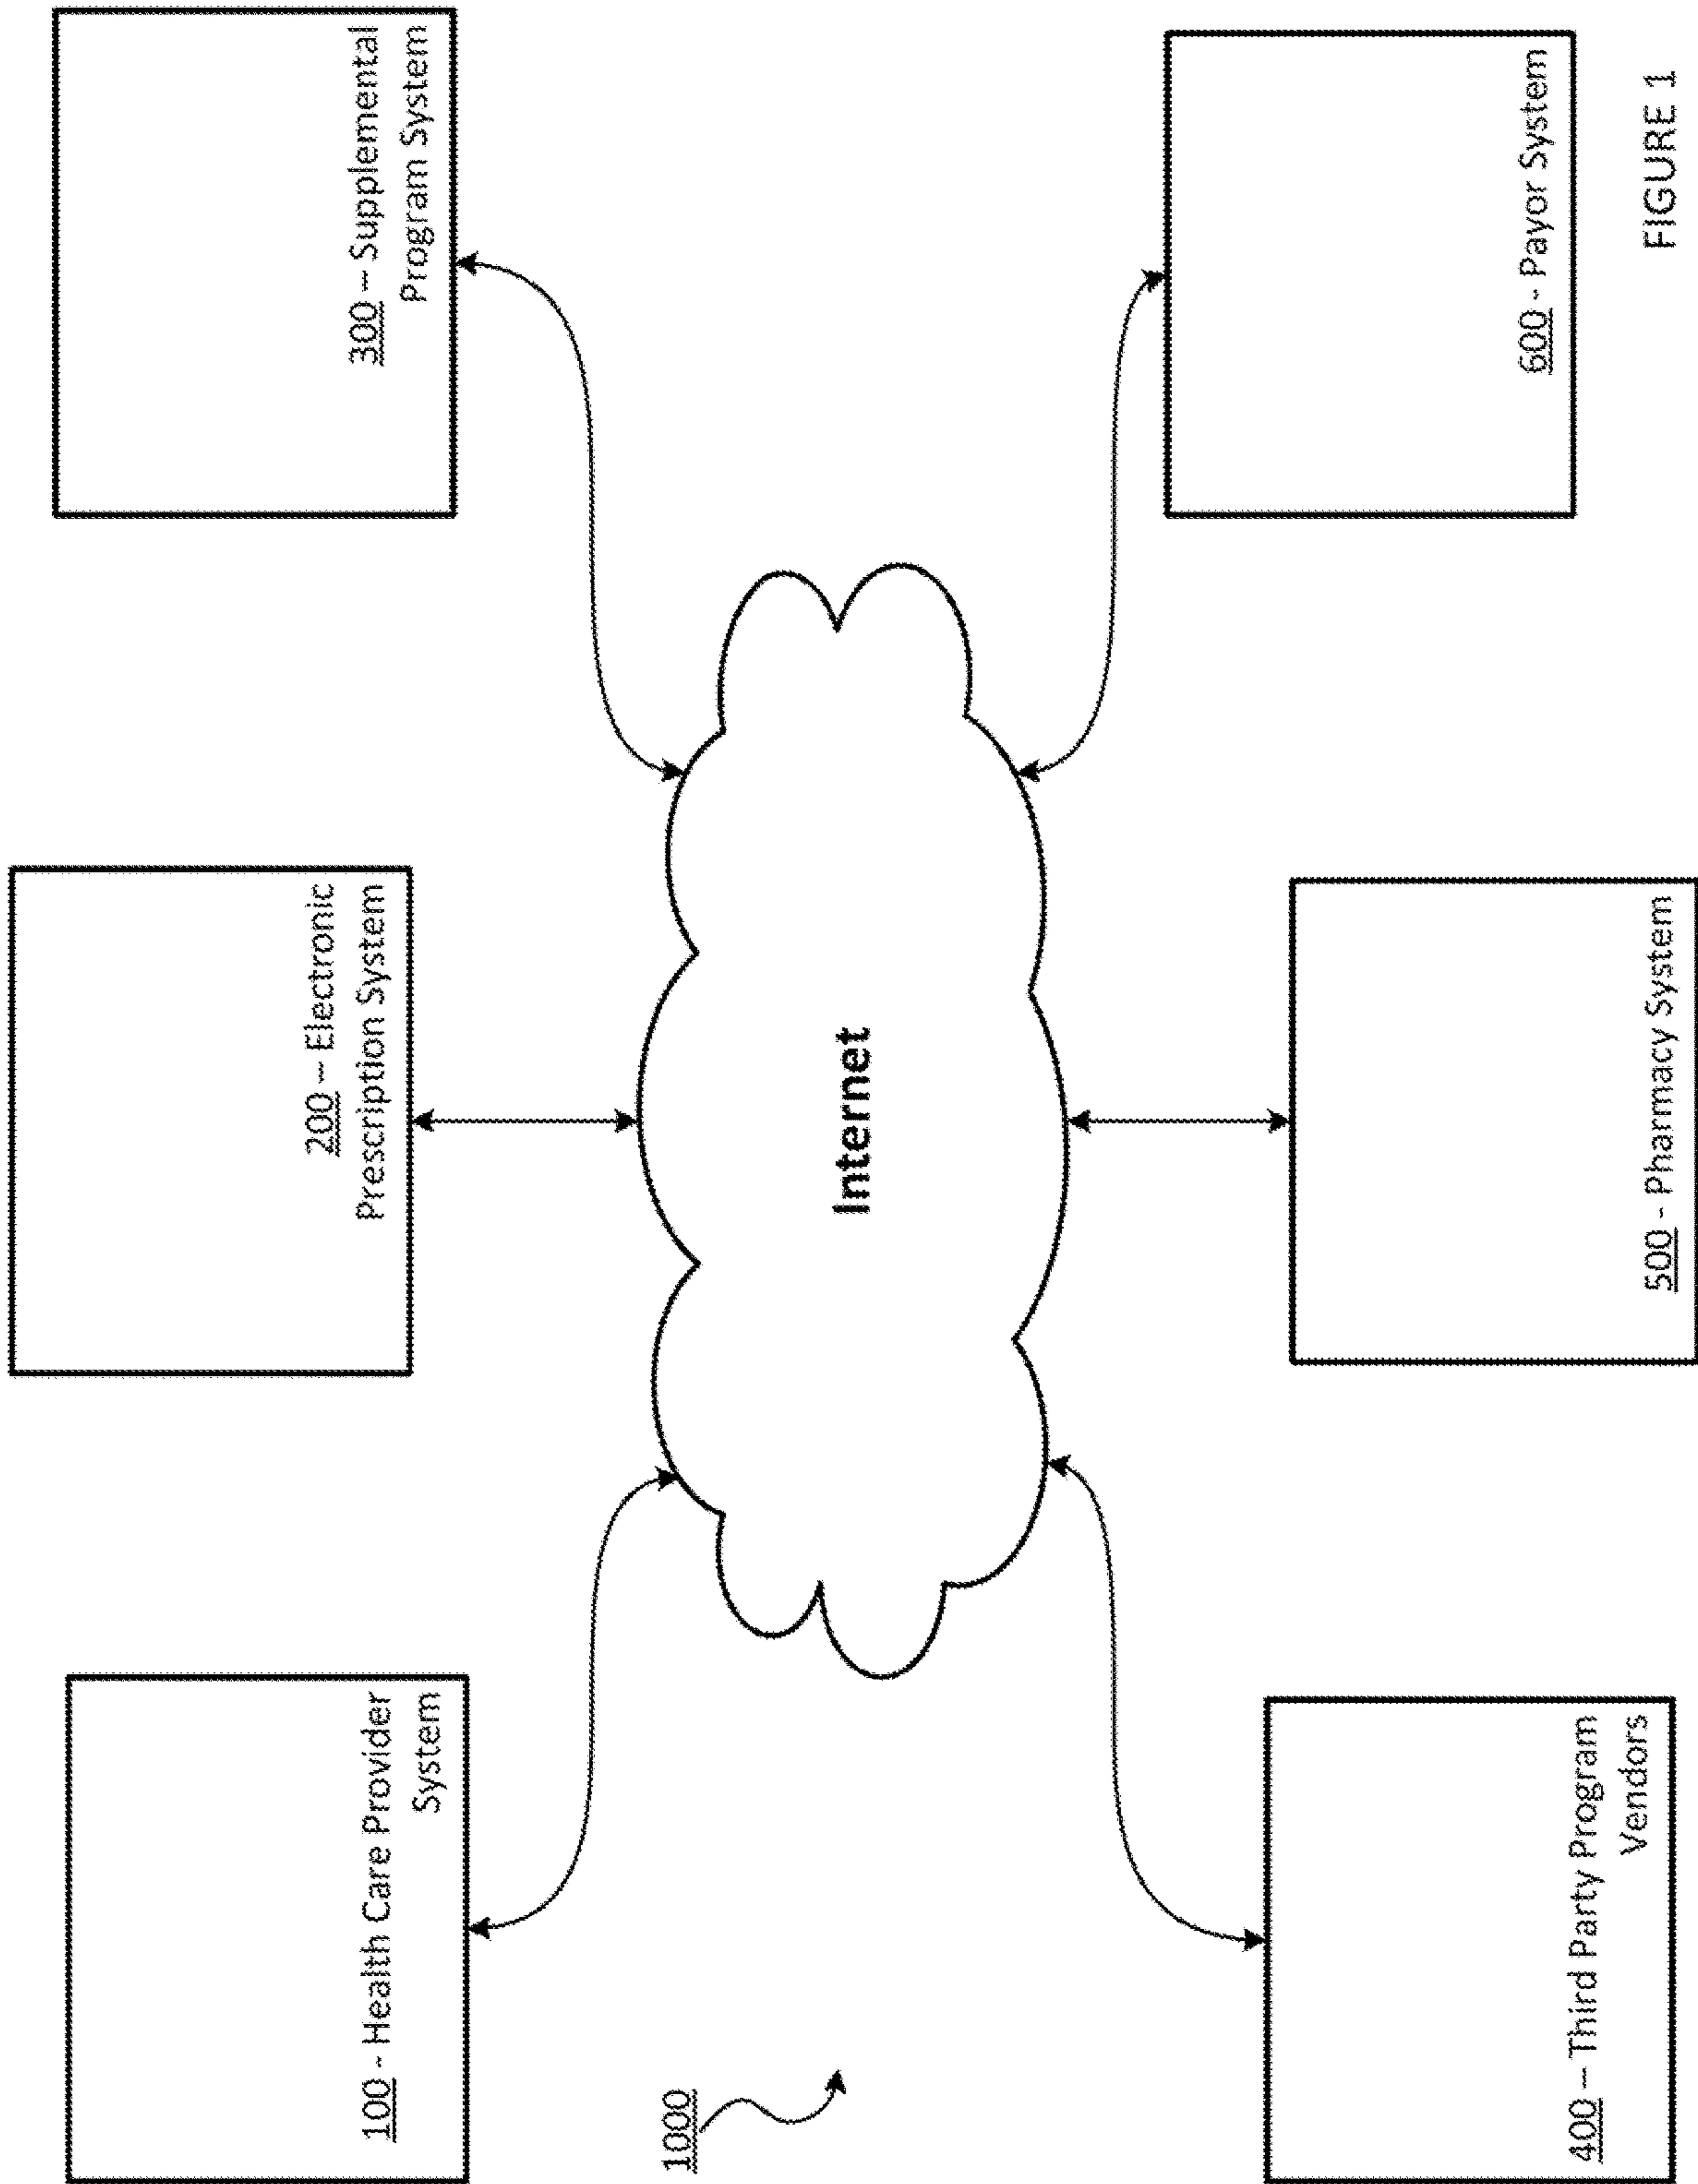 100 - Health Care Provider
System
200 – Electronic
Prescription System
300 – Supplemental
Program System
1000
Internet
400 – Third Party Program
Vendors
500 - Pharmacy System
600 - Payor System
FIGURE 1